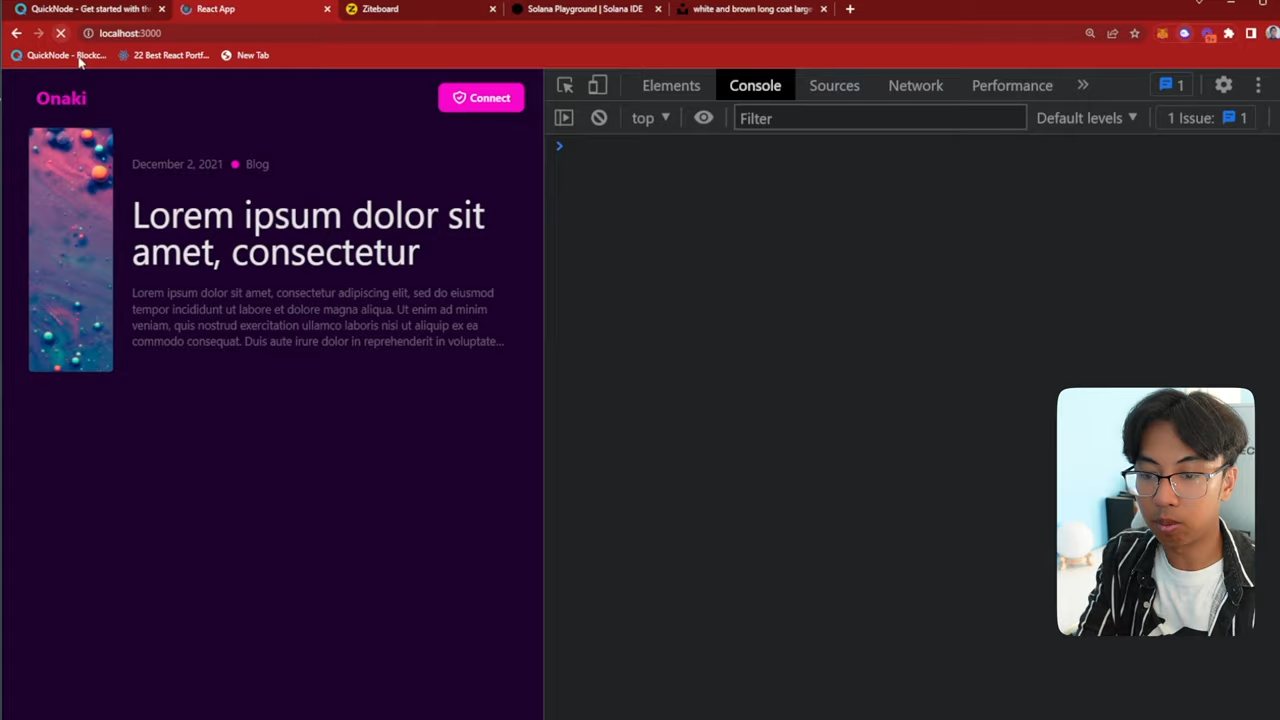 QuickNode - Get started with th
React App
Ziteboard
Solana Playground | Solana IDE
white and brown long coat large
localhost:3000
QuickNode - Blockc...
22 Best React Portf...
New Tab
Onaki
Connect
December 2, 2021
Blog
Lorem ipsum dolor sit
amet, consectetur
Lorem ipsum dolor sit amet, consectetur adipiscing elit, sed do eiusmod
tempor incididunt ut labore et dolore magna aliqua. Ut enim ad minim
veniam, quis nostrud exercitation ullamco laboris nisi ut aliquip ex ea
commodo consequat. Duis aute irure dolor in reprehenderit in voluptate...
Elements
Console
Sources
Network
Performance
1
top
Filter
Default levels
1 Issue:
1